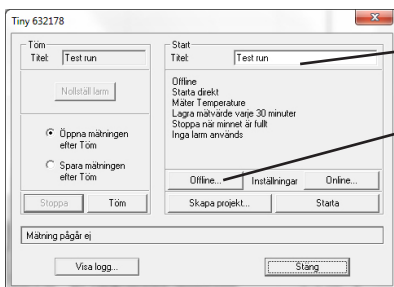 Tiny 632178
Töm
Titel: Test run
Nollställ larm
Öppna mätningen
efter Töm
Spara mätningen
efter Töm
Stoppa Töm
Start
Titel: Test run
Offline
Starta direkt
Mäter Temperature
Lagra mätvärde varje 30 minuter
Stoppa när minnet är fullt
Inga larm används
Offline... Inställningar Online...
Skapa projekt... Starta
Mätning pågår ej
Visa logg... Stäng